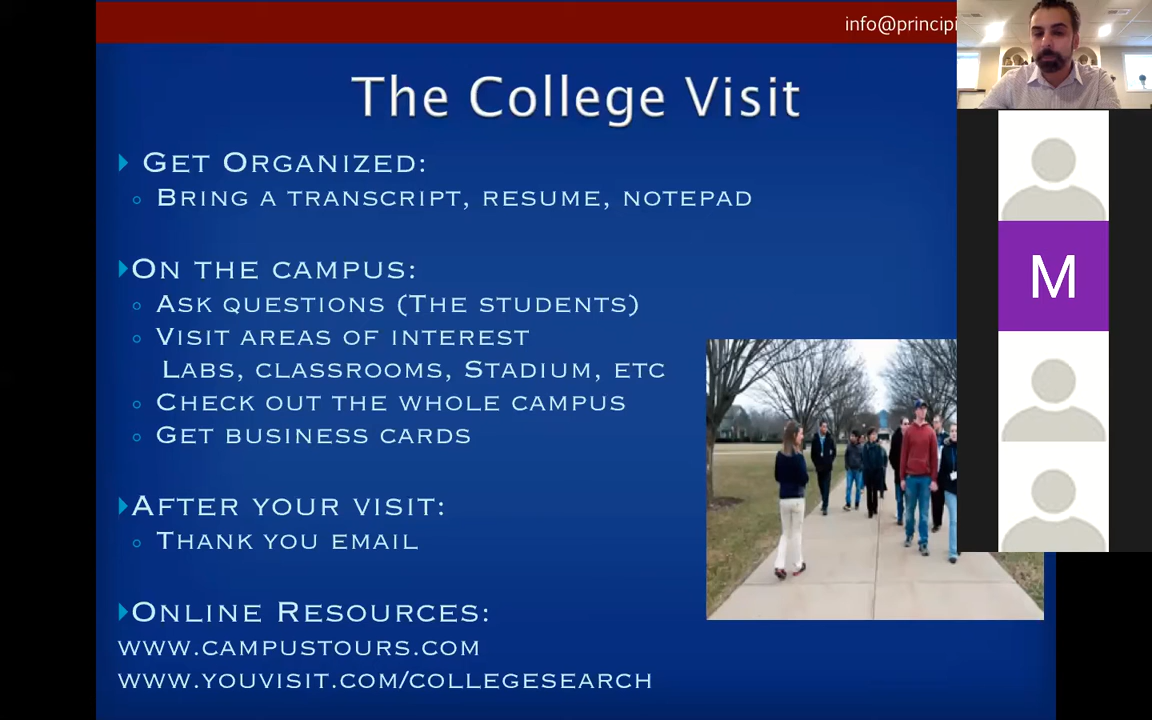 info@principi
The College Visit
GET ORGANIZED:
BRING A TRANSCRIPT, RESUME, NOTEPAD
ON THE CAMPUS:
ASK QUESTIONS (THE STUDENTS)
VISIT AREAS OF INTEREST
LABS, CLASSROOMS, STADIUM, ETC
CHECK OUT THE WHOLE CAMPUS
GET BUSINESS CARDS
AFTER YOUR VISIT:
THANK YOU EMAIL
ONLINE RESOURCES:
WWW.CAMPUSTOURS.COM
WWW.YOUVISIT.COM/COLLEGESEARCH
M